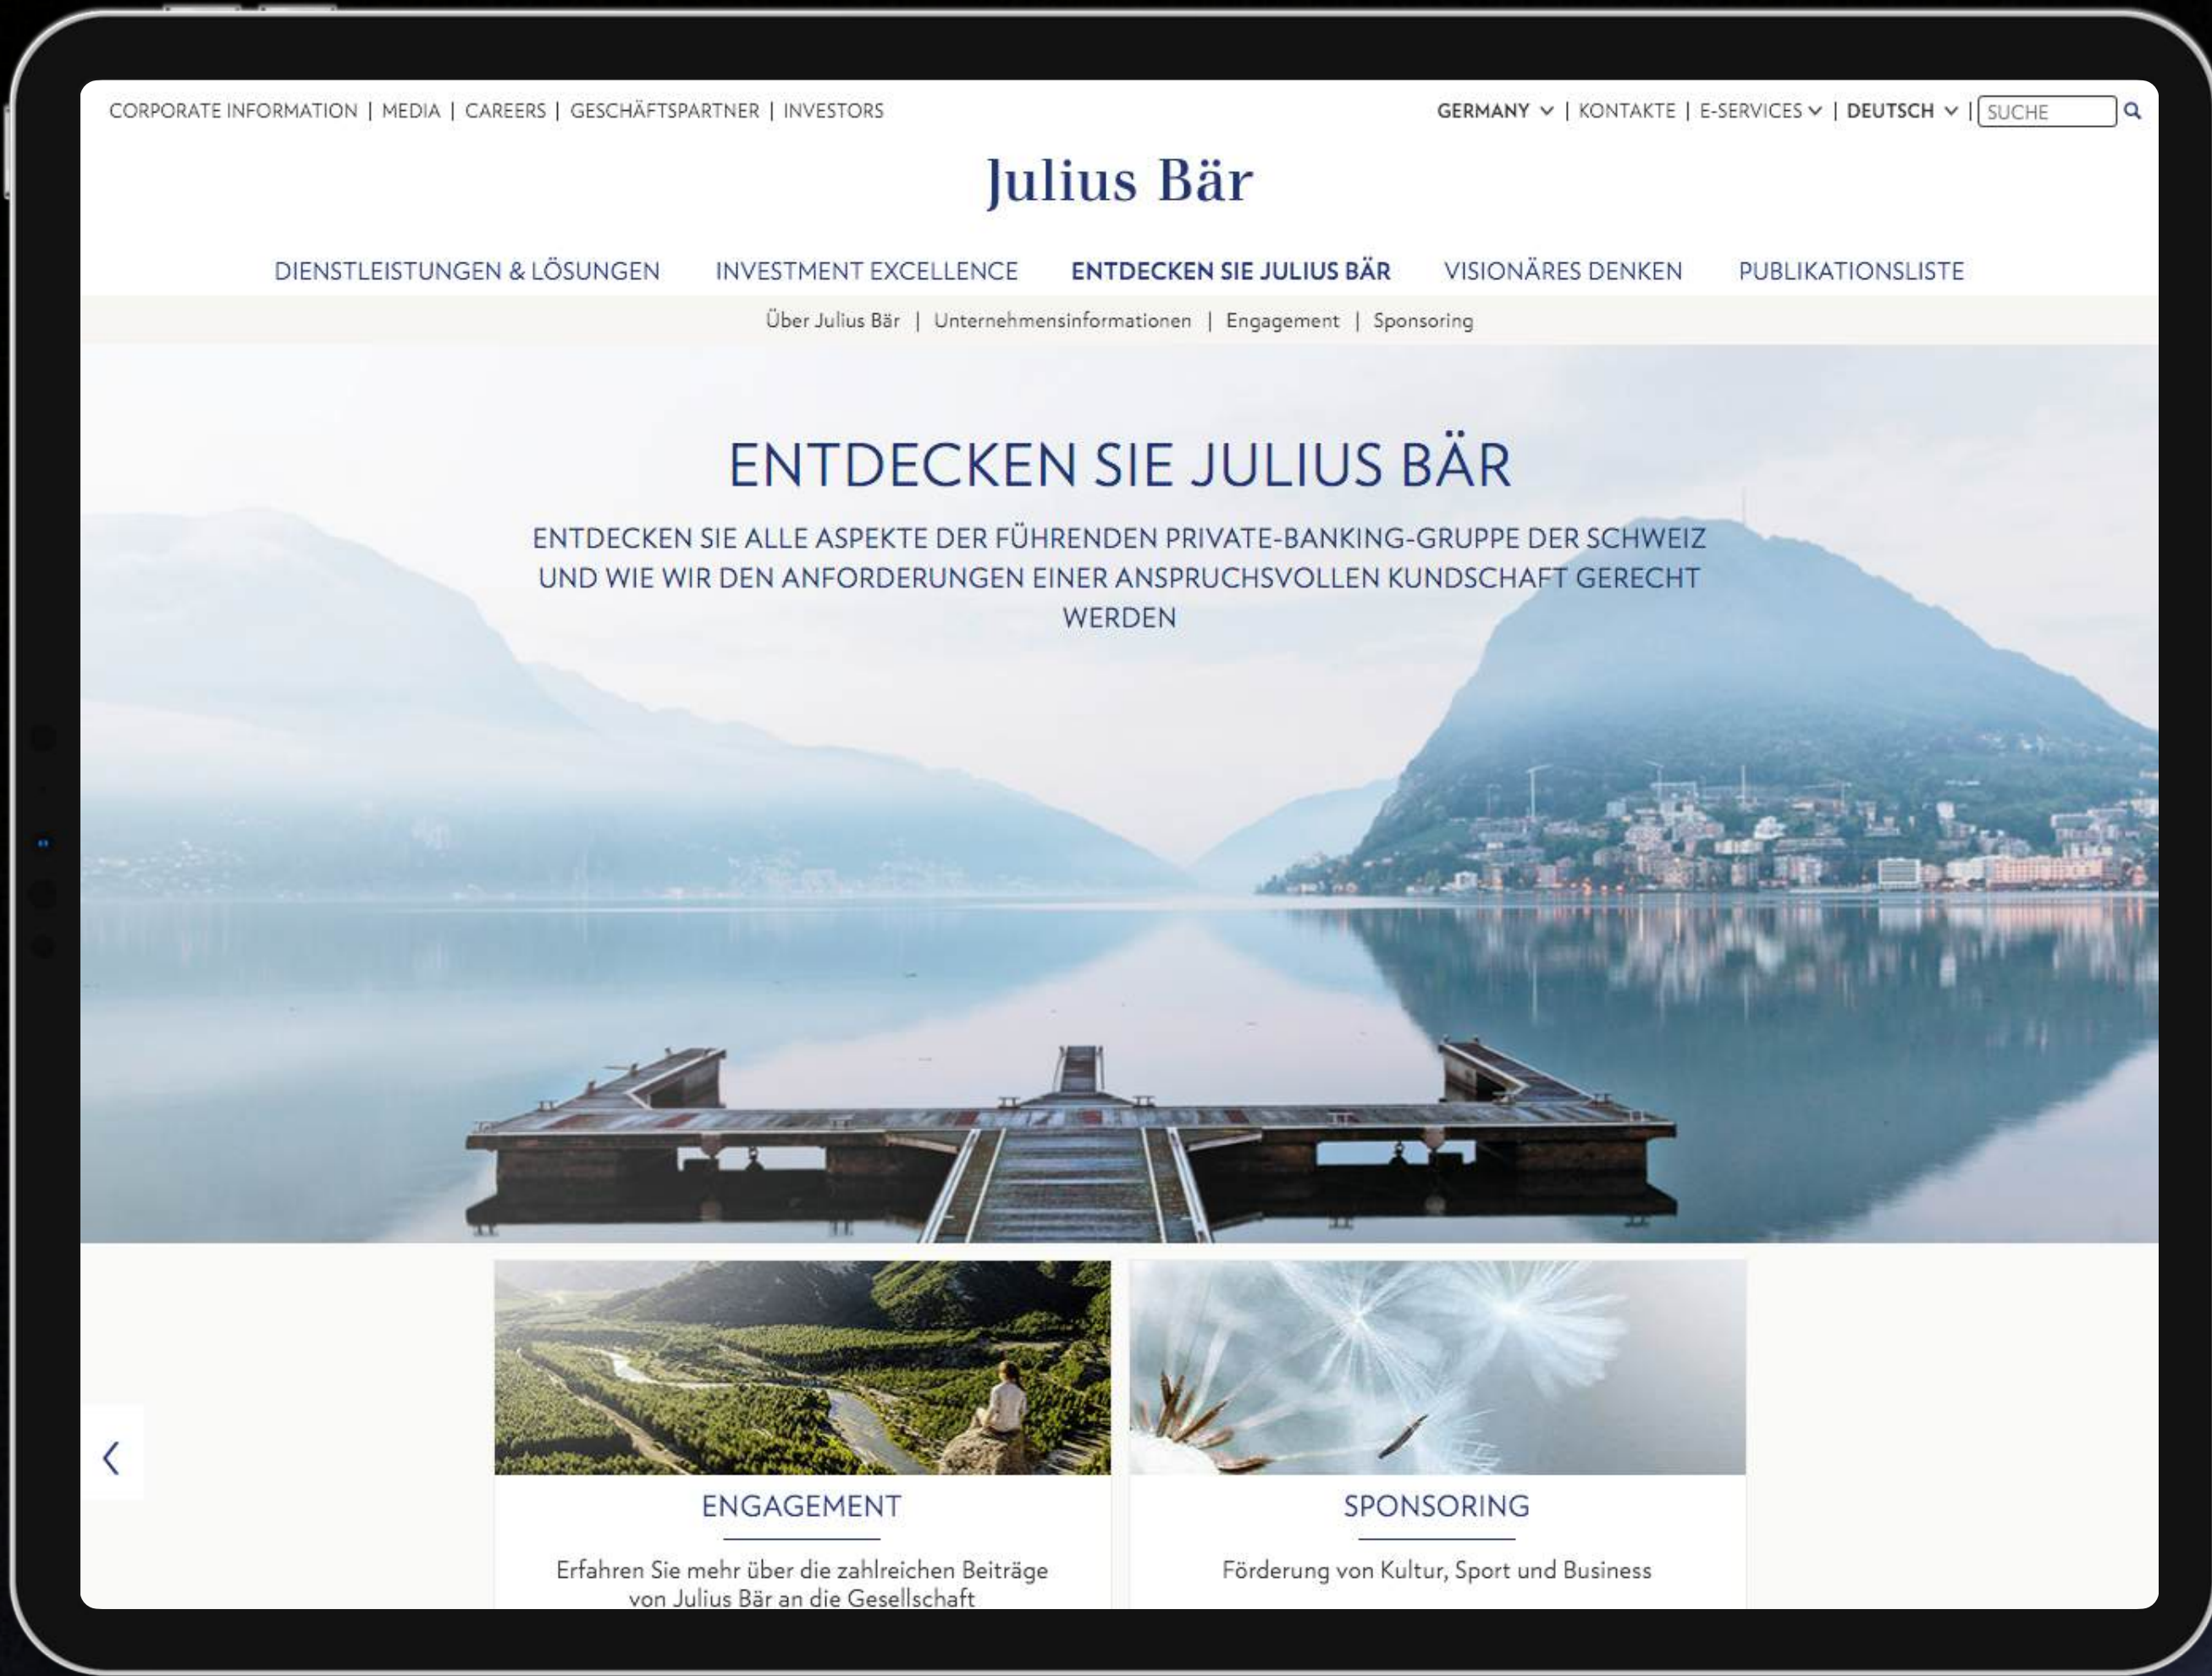 CORPORATE INFORMATION | MEDIA | CAREERS | GESCHÄFTSPARTNER | INVESTORS
GERMANY | KONTAKTE | E-SERVICES | DEUTSCH | SUCHE
Julius Bär
DIENSTLEISTUNGEN & LÖSUNGEN INVESTMENT EXCELLENCE ENTDECKEN SIE JULIUS BÄR VISIONÄRES DENKEN PUBLIKATIONSLISTE
Über Julius Bär | Unternehmensinformationen | Engagement | Sponsoring
ENTDECKEN SIE JULIUS BÄR
ENTDECKEN SIE ALLE ASPEKTE DER FÜHRENDEN PRIVATE-BANKING-GRUPPE DER SCHWEIZ
UND WIE WIR DEN ANFORDERUNGEN EINER ANSPRUCHSVOLLEN KUNDSCHAFT GERECHT
WERDEN
ENGAGEMENT
Erfahren Sie mehr über die zahlreichen Beiträge
von Julius Bär an die Gesellschaft
SPONSORING
Förderung von Kultur, Sport und Business